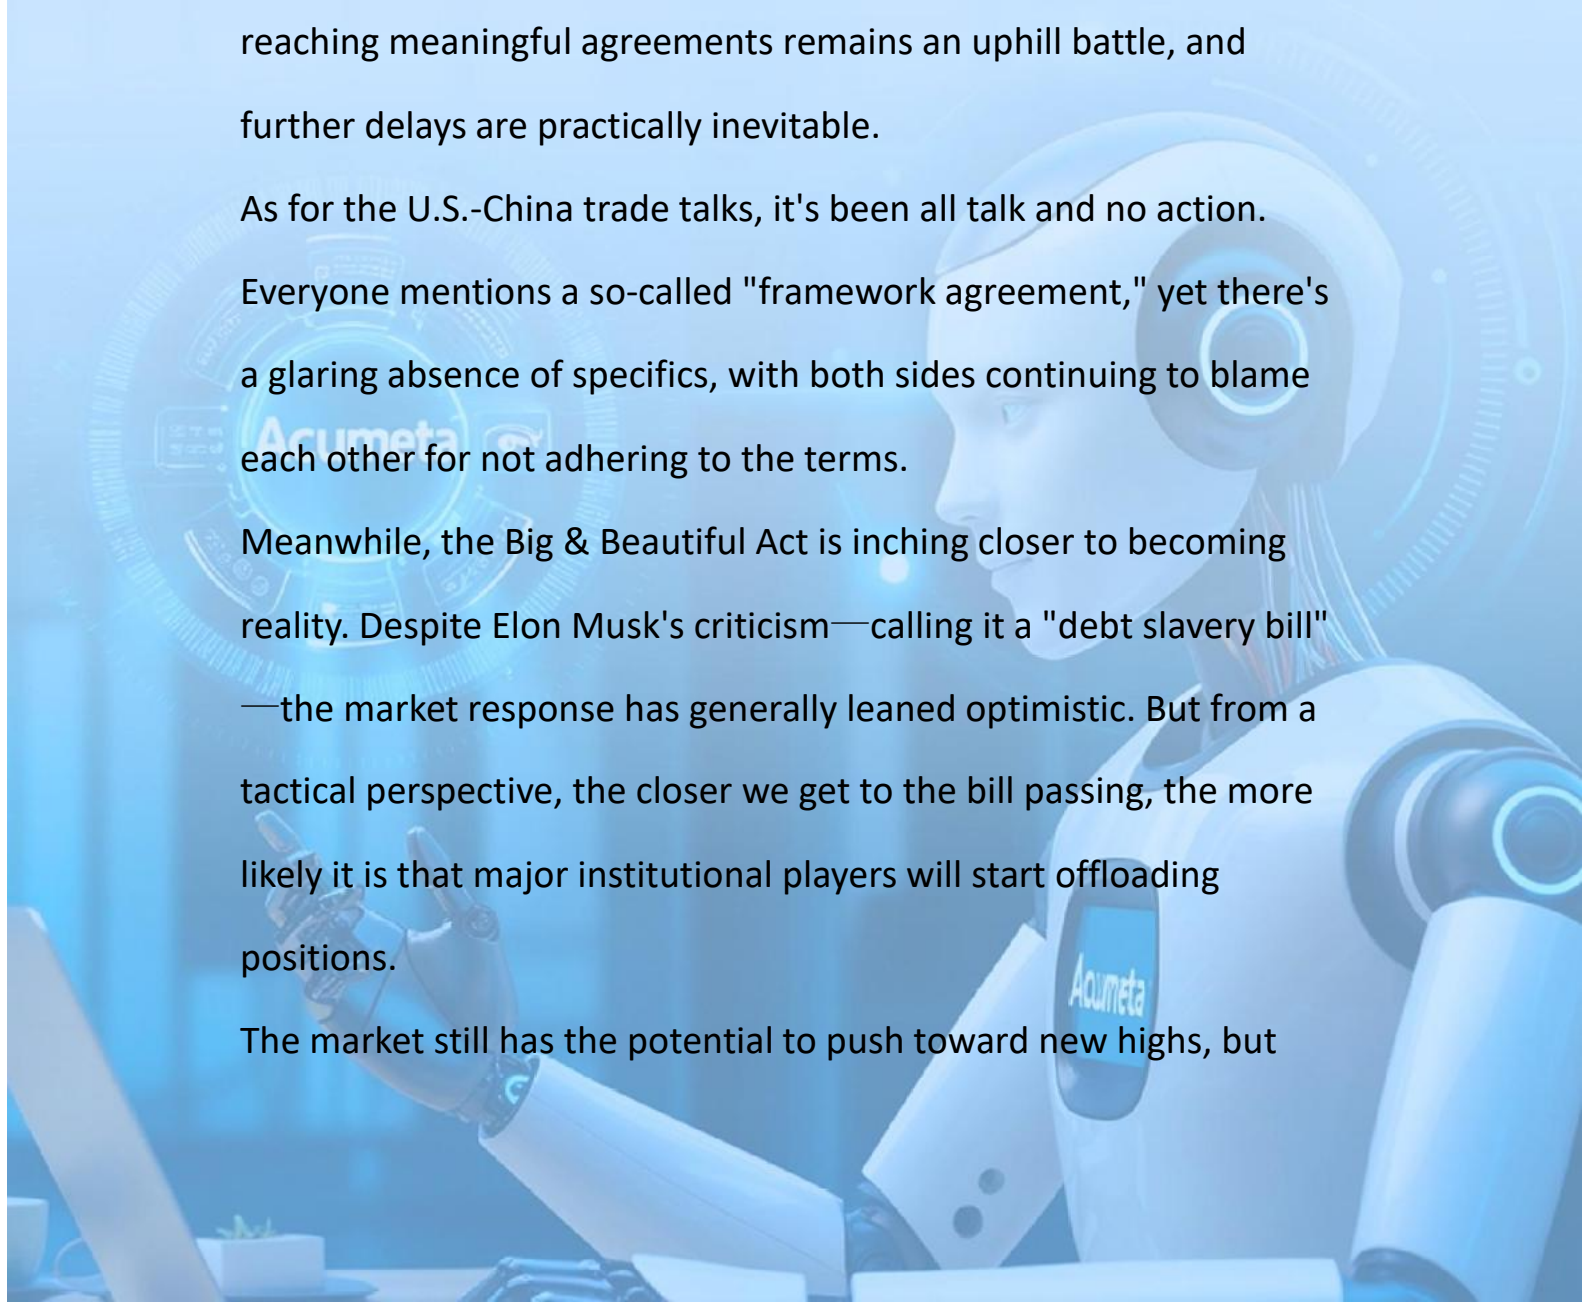 reaching meaningful agreements remains an uphill battle, and
further delays are practically inevitable.
As for the U.S.-China trade talks, it's been all talk and no action.
Everyone mentions a so-called "framework agreement," yet there's
a glaring absence of specifics, with both sides continuing to blame
Acumeta
each other for not adhering to the terms.
Meanwhile, the Big & Beautiful Act is inching closer to becoming
reality. Despite Elon Musk's criticism—calling it a "debt slavery bill"
—the market response has generally leaned optimistic. But from a
tactical perspective, the closer we get to the bill passing, the more
likely it is that major institutional players will start offloading
positions.
Acumeta
The market still has the potential to push toward new highs, but